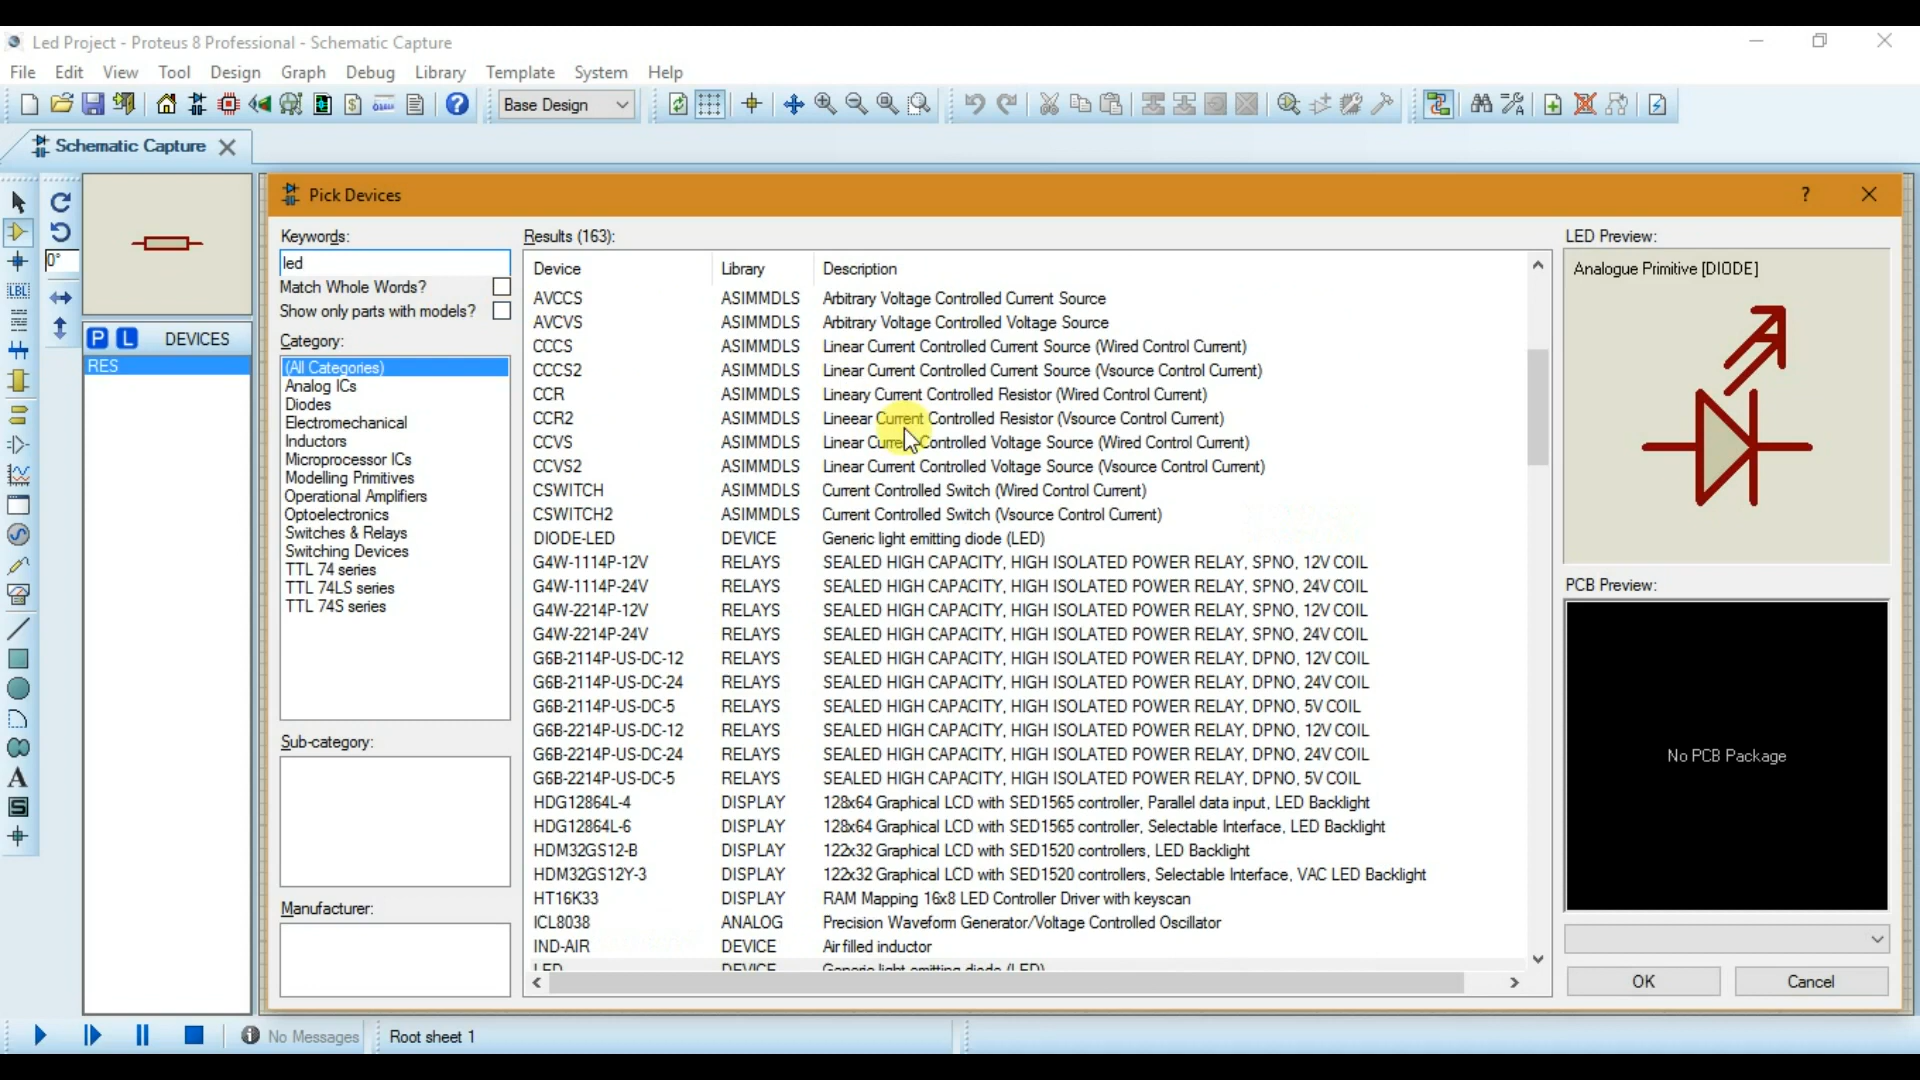 Led Project - Proteus 8 Professional - Schematic Capture
File Edit View Tool Design Graph Debug Library Template System Help
Base Design
Schematic Capture
Pick Devices
?
Keywords:
led
Match Whole Words?
Show only parts with models?
Category:
(All Categories)
Analog ICs
Diodes
Electromechanical
Inductors
Microprocessor ICs
Modelling Primitives
Operational Amplifiers
Optoelectronics
Switches & Relays
Switching Devices
TTL 74 series
TTL 74LS series
TTL 74S series
Sub-category:
Manufacturer:
0°
LBL
P L DEVICES
RES
A
S
Results (163):
Device Library Description
AVCCS ASIMMDLS Arbitrary Voltage Controlled Current Source
AVCVS ASIMMDLS Arbitrary Voltage Controlled Voltage Source
CCCS ASIMMDLS Linear Current Controlled Current Source (Wired Control Current)
CCCS2 ASIMMDLS Linear Current Controlled Current Source (Vsource Control Current)
CCR ASIMMDLS Lineary Current Controlled Resistor (Wired Control Current)
CCR2 ASIMMDLS Lineear Current Controlled Resistor (Vsource Control Current)
CCVS ASIMMDLS Linear Current Controlled Voltage Source (Wired Control Current)
CCVS2 ASIMMDLS Linear Current Controlled Voltage Source (Vsource Control Current)
CSWITCH ASIMMDLS Current Controlled Switch (Wired Control Current)
CSWITCH2 ASIMMDLS Current Controlled Switch (Vsource Control Current)
DIODE-LED DEVICE Generic light emitting diode (LED)
G4W-1114P-12V RELAYS SEALED HIGH CAPACITY, HIGH ISOLATED POWER RELAY, SPNO, 12V COIL
G4W-1114P-24V RELAYS SEALED HIGH CAPACITY, HIGH ISOLATED POWER RELAY, SPNO, 24V COIL
G4W-2214P-12V RELAYS SEALED HIGH CAPACITY, HIGH ISOLATED POWER RELAY, SPNO, 12V COIL
G4W-2214P-24V RELAYS SEALED HIGH CAPACITY, HIGH ISOLATED POWER RELAY, SPNO, 24V COIL
G6B-2114P-US-DC-12 RELAYS SEALED HIGH CAPACITY, HIGH ISOLATED POWER RELAY, DPNO, 12V COIL
G6B-2114P-US-DC-24 RELAYS SEALED HIGH CAPACITY, HIGH ISOLATED POWER RELAY, DPNO, 24V COIL
G6B-2114P-US-DC-5 RELAYS SEALED HIGH CAPACITY, HIGH ISOLATED POWER RELAY, DPNO, 5V COIL
G6B-2214P-US-DC-12 RELAYS SEALED HIGH CAPACITY, HIGH ISOLATED POWER RELAY, DPNO, 12V COIL
G6B-2214P-US-DC-24 RELAYS SEALED HIGH CAPACITY, HIGH ISOLATED POWER RELAY, DPNO, 24V COIL
G6B-2214P-US-DC-5 RELAYS SEALED HIGH CAPACITY, HIGH ISOLATED POWER RELAY, DPNO, 5V COIL
HDG12864L-4 DISPLAY 128x64 Graphical LCD with SED1565 controller, Parallel data input, LED Backlight
HDG12864L-6 DISPLAY 128x64 Graphical LCD with SED1565 controller, Selectable Interface, LED Backlight
HDM32GS12-B DISPLAY 122x32 Graphical LCD with SED1520 controllers, LED Backlight
HDM32GS12Y-3 DISPLAY 122x32 Graphical LCD with SED1520 controllers, Selectable Interface, VAC LED Backlight
HT16K33 DISPLAY RAM Mapping 16x8 LED Controller Driver with keyscan
ICL8038 ANALOG Precision Waveform Generator/Voltage Controlled Oscillator
IND-AIR DEVICE Air filled inductor
LED DEVICE Generic light emitting diode (LED)
LED Preview:
Analogue Primitive [DIODE]
PCB Preview:
No PCB Package
OK Cancel
No Messages Root sheet 1